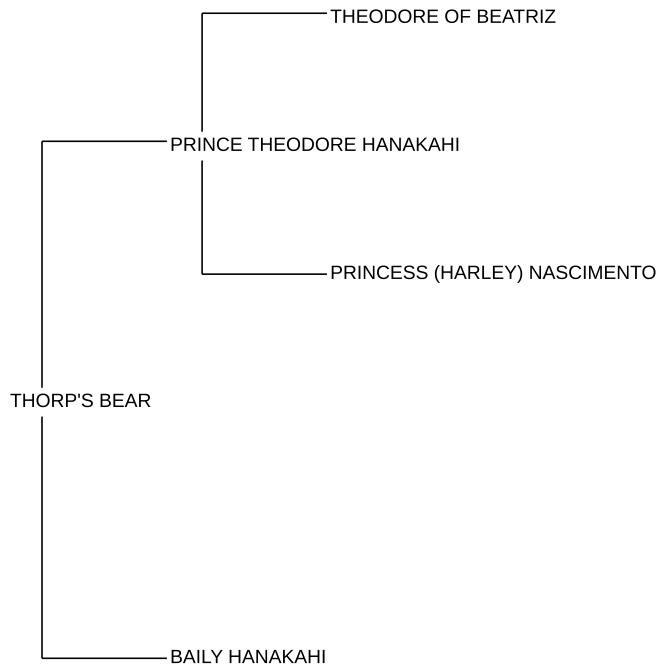 THEODORE OF BEATRIZ
PRINCE THEODORE HANAKAHI
PRINCESS (HARLEY) NASCIMENTO
THORP'S BEAR
BAILY HANAKAHI